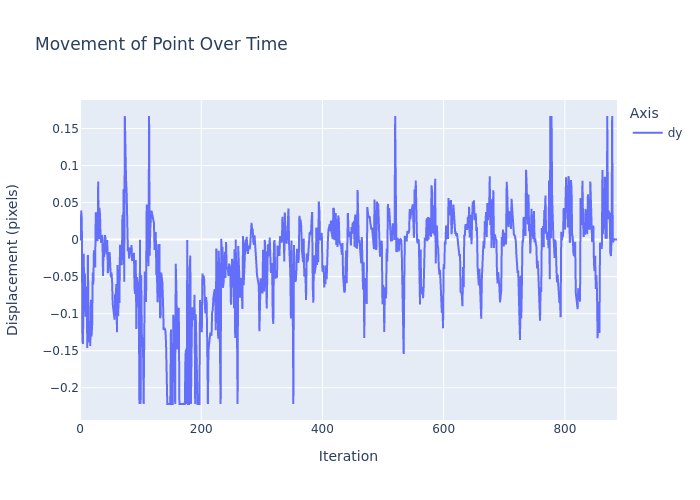 Movement of Point Over Time
Axis
dy
Displacement (pixels)
0.15
0.1
0.05
0
−0.05
−0.1
−0.15
−0.2
0 200 400 600 800
Iteration